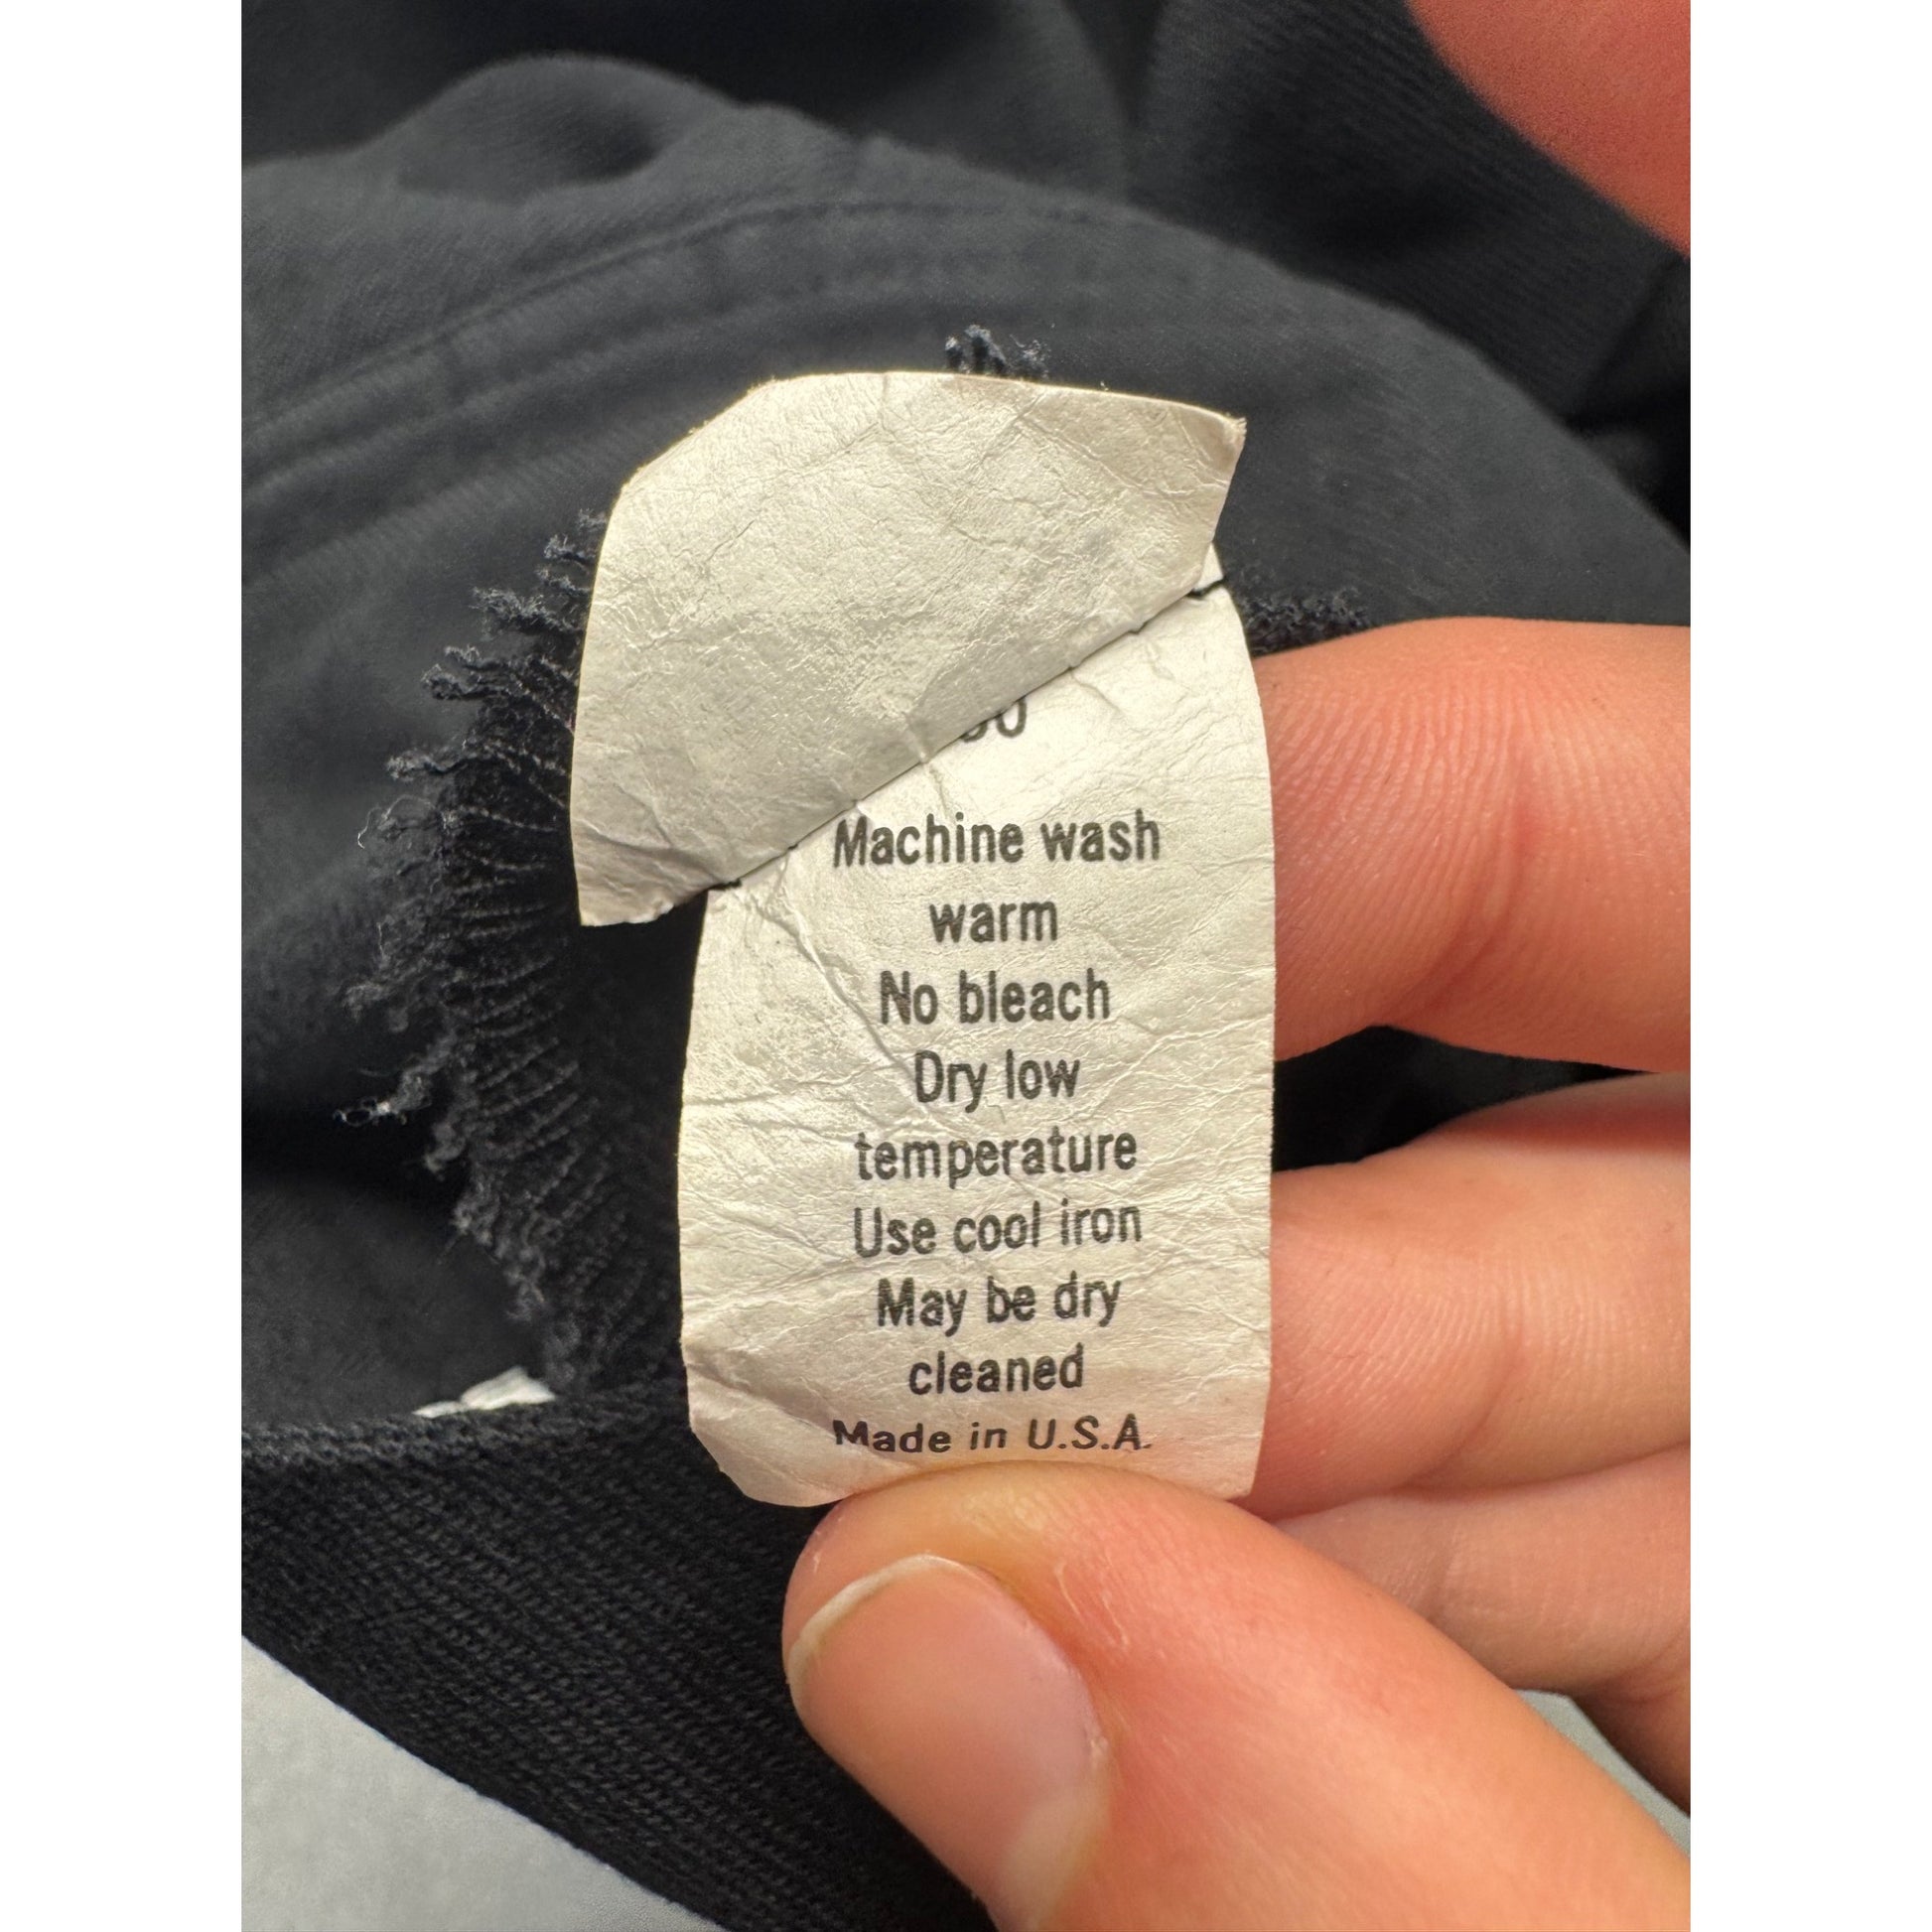 Machine wash
warm
No bleach
Dry low
temperature
Use cool iron
May be dry
cleaned
Made in U.S.A.